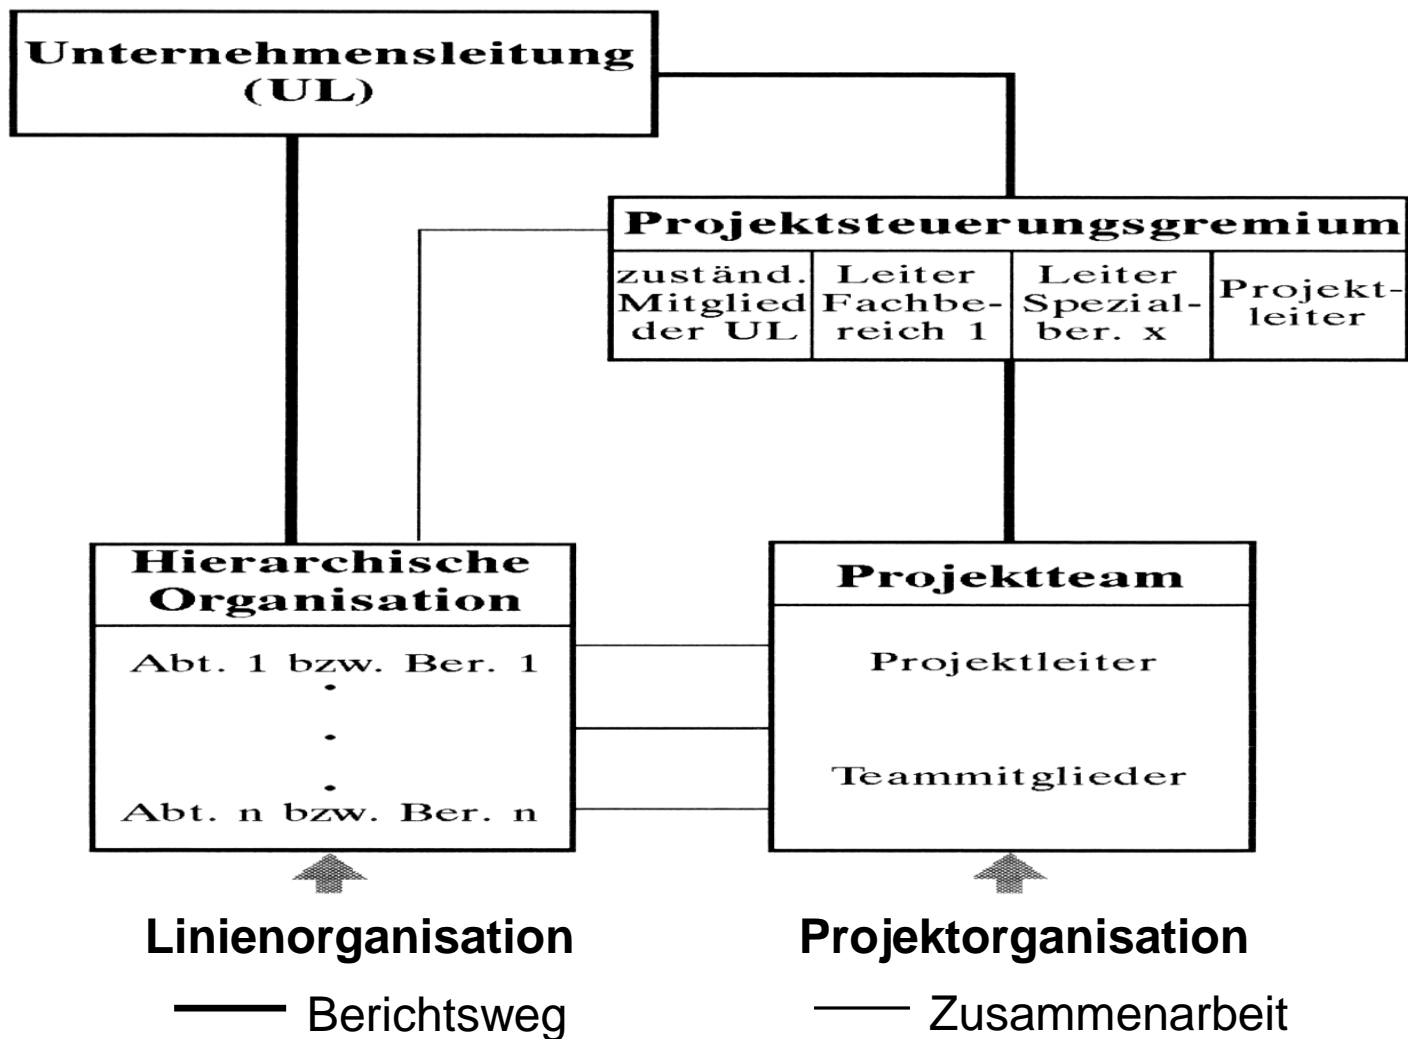 Unternehmensleitung
(UL)
Projektsteuerungsgremium
zuständ.
Mitglied
der UL
Leiter
Fachbe-
reich 1
Leiter
Spezial-
ber. x
Projekt-
leiter
Hierarchische
Organisation
Abt. 1 bzw. Ber. 1
Abt. n bzw. Ber. n
Projektteam
Projektleiter
Teammitglieder
Linienorganisation
Projektorganisation
Berichtsweg
Zusammenarbeit